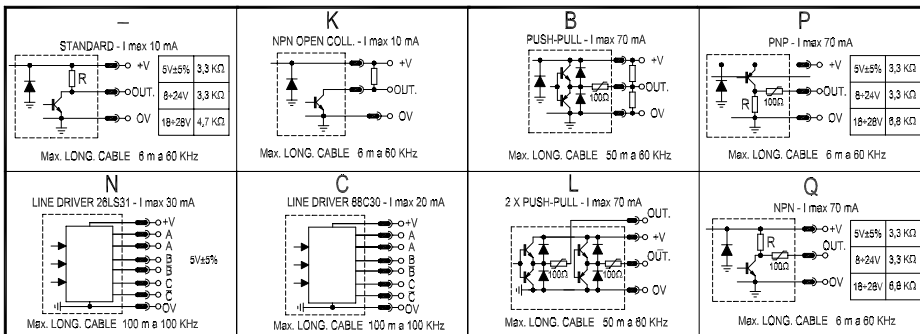 –
STANDARD - I max 10 mA
+V
R
OUT.
0V
5V±5% 3,3 KΩ
8÷24V 3,3 KΩ
18÷28V 4,7 KΩ
Max. LONG. CABLE 6 m a 60 KHz
K
NPN OPEN COLL. - I max 10 mA
+V
OUT.
0V
Max. LONG. CABLE 6 m a 60 KHz
B
PUSH-PULL - I max 70 mA
+V
OUT.
100Ω
0V
Max. LONG. CABLE 50 m a 60 KHz
P
PNP - I max 70 mA
+V
OUT.
R 100Ω
0V
5V±5% 3,3 KΩ
8÷24V 3,3 KΩ
18÷28V 6,8 KΩ
Max. LONG. CABLE 6 m a 60 KHz
N
LINE DRIVER 26LS31 - I max 30 mA
+V
A
A̅
B
B̅
C
C̅
0V
5V±5%
Max. LONG. CABLE 100 m a 100 KHz
C
LINE DRIVER 88C30 - I max 20 mA
+V
A
A̅
B
B̅
C
C̅
0V
Max. LONG. CABLE 100 m a 100 KHz
L
2 X PUSH-PULL - I max 70 mA
OUT.
+V
O̅U̅T̅.
100Ω 100Ω
0V
Max. LONG. CABLE 50 m a 60 KHz
Q
NPN - I max 70 mA
+V
R
OUT.
100Ω
0V
5V±5% 3,3 KΩ
8÷24V 3,3 KΩ
18÷28V 6,8 KΩ
Max. LONG. CABLE 6 m a 60 KHz